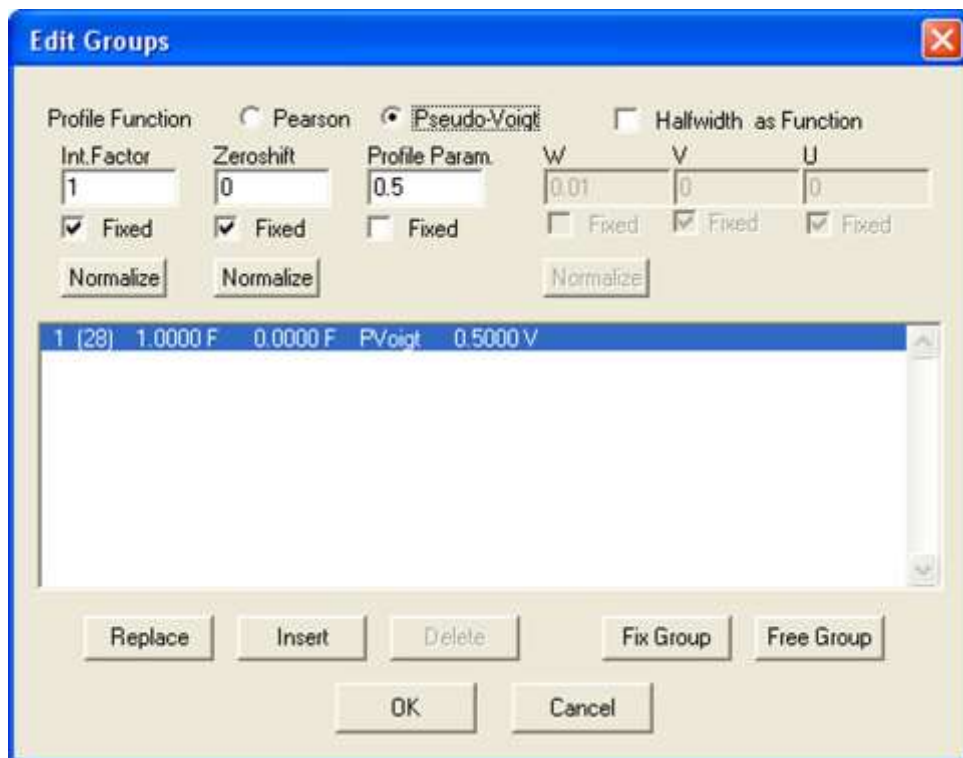 Edit Groups
Profile Function Pearson Pseudo-Voigt Halfwidth as Function
Int.Factor Zeroshift Profile Param. W V U
1 0 0.5 0.01 0 0
Fixed Fixed Fixed Fixed Fixed Fixed
Normalize Normalize Normalize
1 (28) 1.0000 F 0.0000 F PVoigt 0.5000 V
Replace Insert Delete Fix Group Free Group
OK Cancel